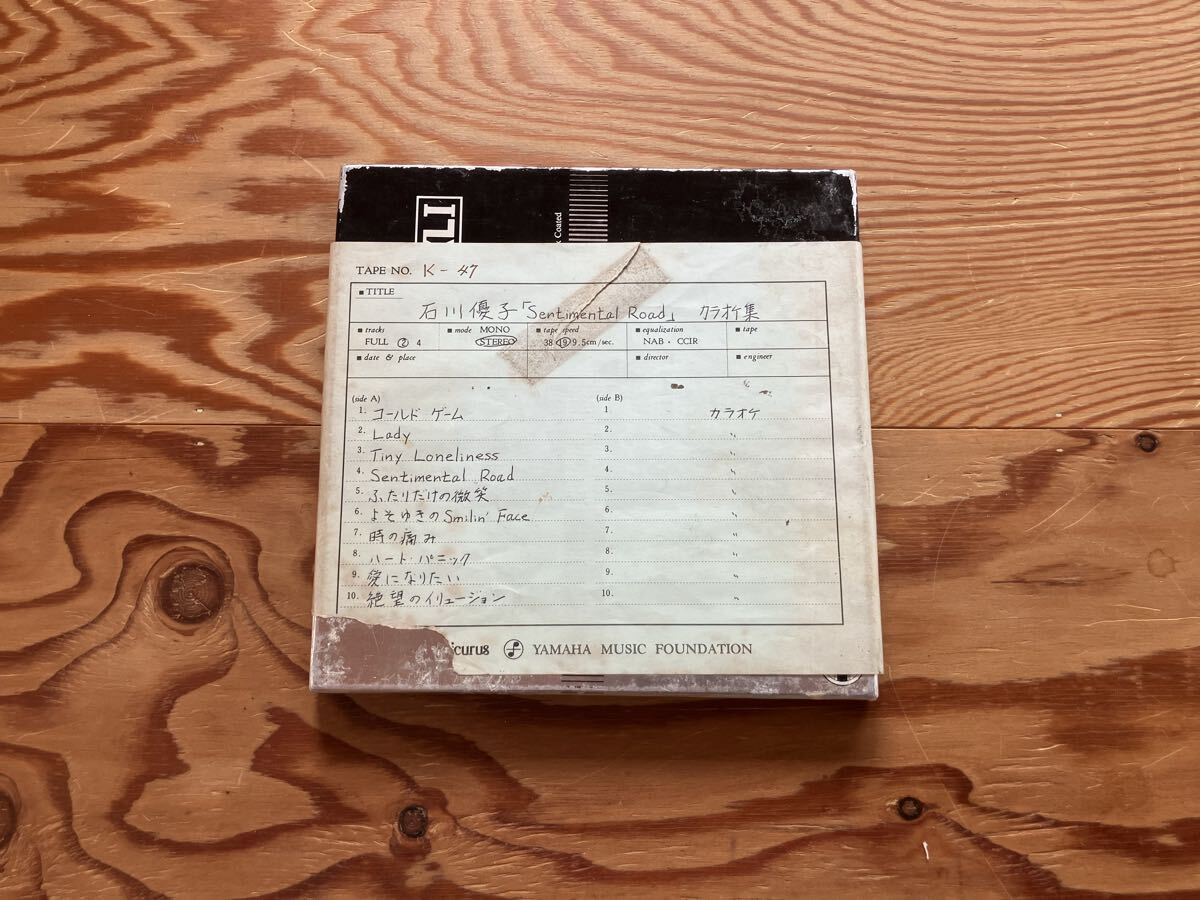 XLI
k Coated
TAPE NO. K-47
■ TITLE
石川優子「Sentimental Road」 カラオケ集
■ tracks ■ mode MONO ■ tape speed ■ equalization ■ tape
FULL 2 4 STEREO 38 19 9.5cm/sec. NAB・CCIR
■ date & place ■ director ■ engineer
(side A) (side B)
1. コールド ゲーム 1. カラオケ
2. Lady 2. 〃
3. Tiny Loneliness 3. 〃
4. Sentimental Road 4. 〃
5. ふたりだけの微笑 5. 〃
6. よそゆきのSmilin' Face 6. 〃
7. 時の痛み 7. 〃
8. ハート・パニック 8. 〃
9. 愛になりたい 9. 〃
10. 絶望のイリュージョン 10. 〃
icurus YAMAHA MUSIC FOUNDATION